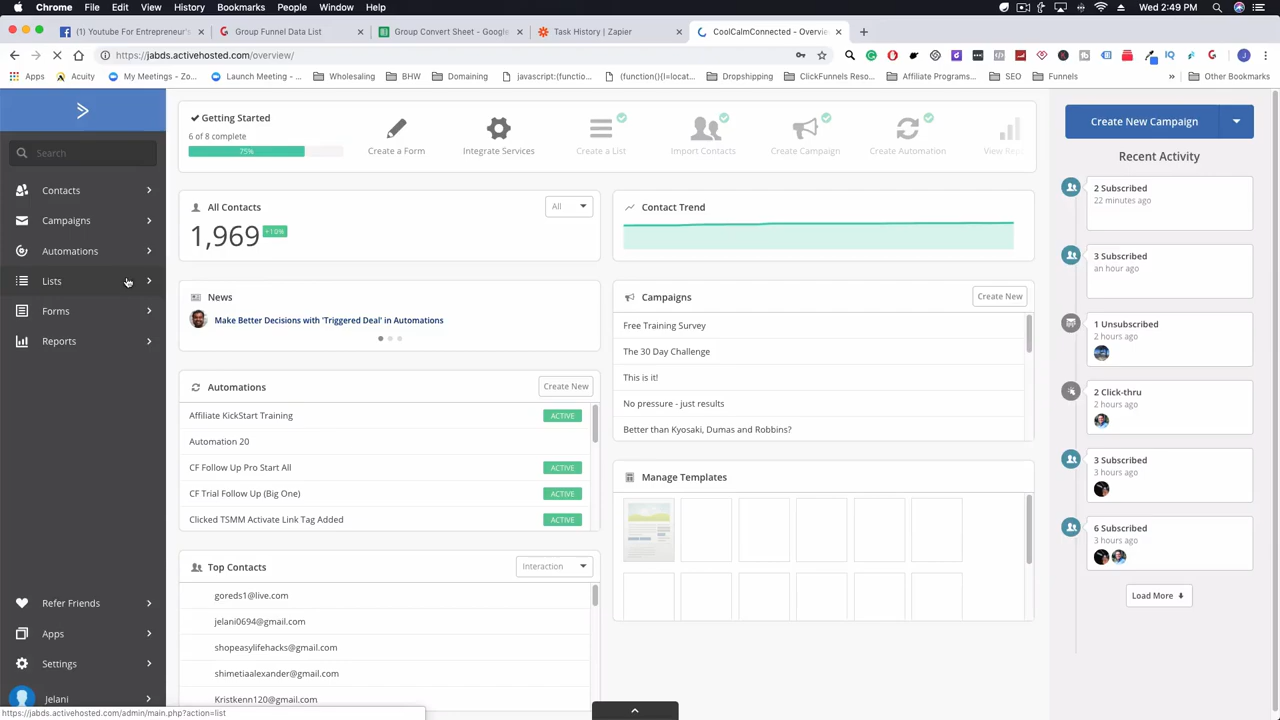 Chrome File Edit View History Bookmarks People Window Help
Wed 2:49 PM
(1) Youtube For Entrepreneur's
Group Funnel Data List
Group Convert Sheet - Google
Task History | Zapier
CoolCalmConnected - Overvie
https://jabds.activehosted.com/overview/
Apps Acuity My Meetings - Zo... Launch Meeting -... Wholesaling BHW Domaining javascript:(functio... (function(){l=locat... Dropshipping ClickFunnels Reso... Affiliate Programs... SEO Funnels » Other Bookmarks
Search
Contacts
Campaigns
Automations
Lists
Forms
Reports
Refer Friends
Apps
Settings
Jelani
https://jabds.activehosted.com/admin/main.php?action=list
Getting Started
6 of 8 complete
75%
Create a Form
Integrate Services
Create a List
Import Contacts
Create Campaign
Create Automation
View Rep
All Contacts
All
1,969
Contact Trend
News
Make Better Decisions with 'Triggered Deal' in Automations
Campaigns
Create New
Free Training Survey
The 30 Day Challenge
This is it!
No pressure - just results
Better than Kyosaki, Dumas and Robbins?
Automations
Create New
Affiliate KickStart Training ACTIVE
Automation 20
CF Follow Up Pro Start All ACTIVE
CF Trial Follow Up (Big One) ACTIVE
Clicked TSMM Activate Link Tag Added ACTIVE
Manage Templates
Top Contacts
Interaction
goreds1@live.com
jelani0694@gmail.com
shopeasylifehacks@gmail.com
shimetiaalexander@gmail.com
Kristkenn120@gmail.com
Create New Campaign
Recent Activity
2 Subscribed
22 minutes ago
3 Subscribed
an hour ago
1 Unsubscribed
2 hours ago
2 Click-thru
2 hours ago
3 Subscribed
3 hours ago
6 Subscribed
3 hours ago
Load More